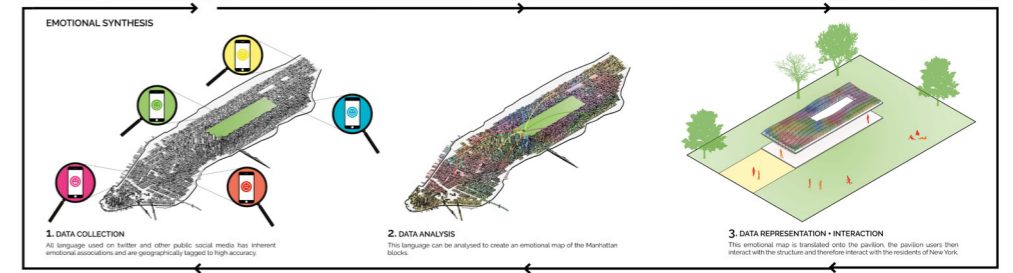 EMOTIONAL SYNTHESIS
1. DATA COLLECTION
All language used on twitter and other public social media has inherent
emotional associations and are geographically tagged to high accuracy.
2. DATA ANALYSIS
This language can be analysed to create an emotional map of the Manhattan
blocks.
3. DATA REPRESENTATION + INTERACTION
This emotional map is translated onto the pavilion, the pavilion users then
interact with the structure and therefore interact with the residents of New York.